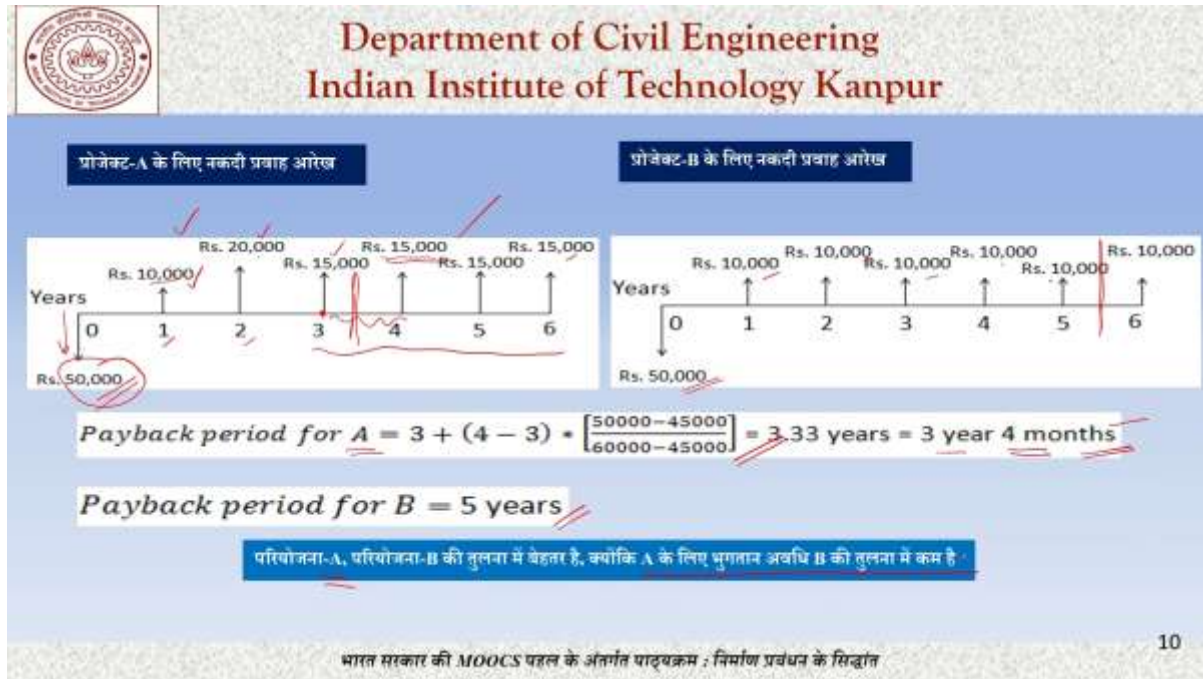 Department of Civil Engineering
Indian Institute of Technology Kanpur
प्रोजेक्ट-A के लिए नकदी प्रवाह आरेख
Rs. 20,000 Rs. 15,000 Rs. 15,000
Rs. 10,000 Rs. 15,000 Rs. 15,000
Years
0 1 2 3 4 5 6
Rs. 50,000
प्रोजेक्ट-B के लिए नकदी प्रवाह आरेख
Rs. 10,000 Rs. 10,000 Rs. 10,000
Rs. 10,000 Rs. 10,000 Rs. 10,000
Years
0 1 2 3 4 5 6
Rs. 50,000
Payback period for A = 3 + (4 − 3) * [50000−45000 / 60000−45000] = 3.33 years = 3 year 4 months
Payback period for B = 5 years
परियोजना-A, परियोजना-B की तुलना में बेहतर है, क्योंकि A के लिए भुगतान अवधि B की तुलना में कम है
10
भारत सरकार की MOOCS पहल के अंतर्गत पाठ्यक्रम : निर्माण प्रबंधन के सिद्धांत